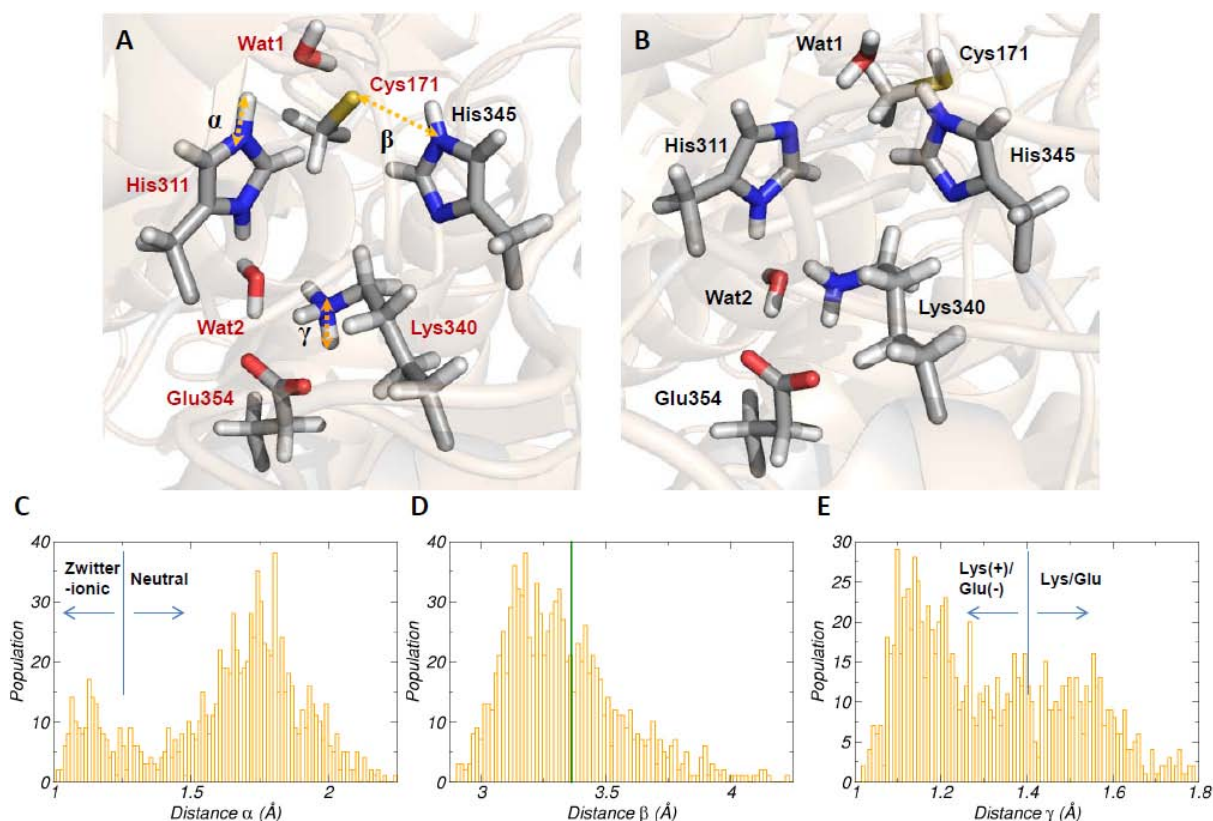 A
Wat1
Cys171
His345
α
β
His311
Wat2
γ
Lys340
Glu354
B
Wat1
Cys171
His311
His345
Wat2
Lys340
Glu354
C
40
30
20
10
0
Population
Zwitter
-ionic
Neutral
1
1.5
2
Distance α (Å)
D
40
30
20
10
0
Population
3
3.5
4
Distance β (Å)
E
30
25
20
15
10
5
0
Population
Lys(+)/
Glu(-)
Lys/Glu
1
1.2
1.4
1.6
1.8
Distance γ (Å)